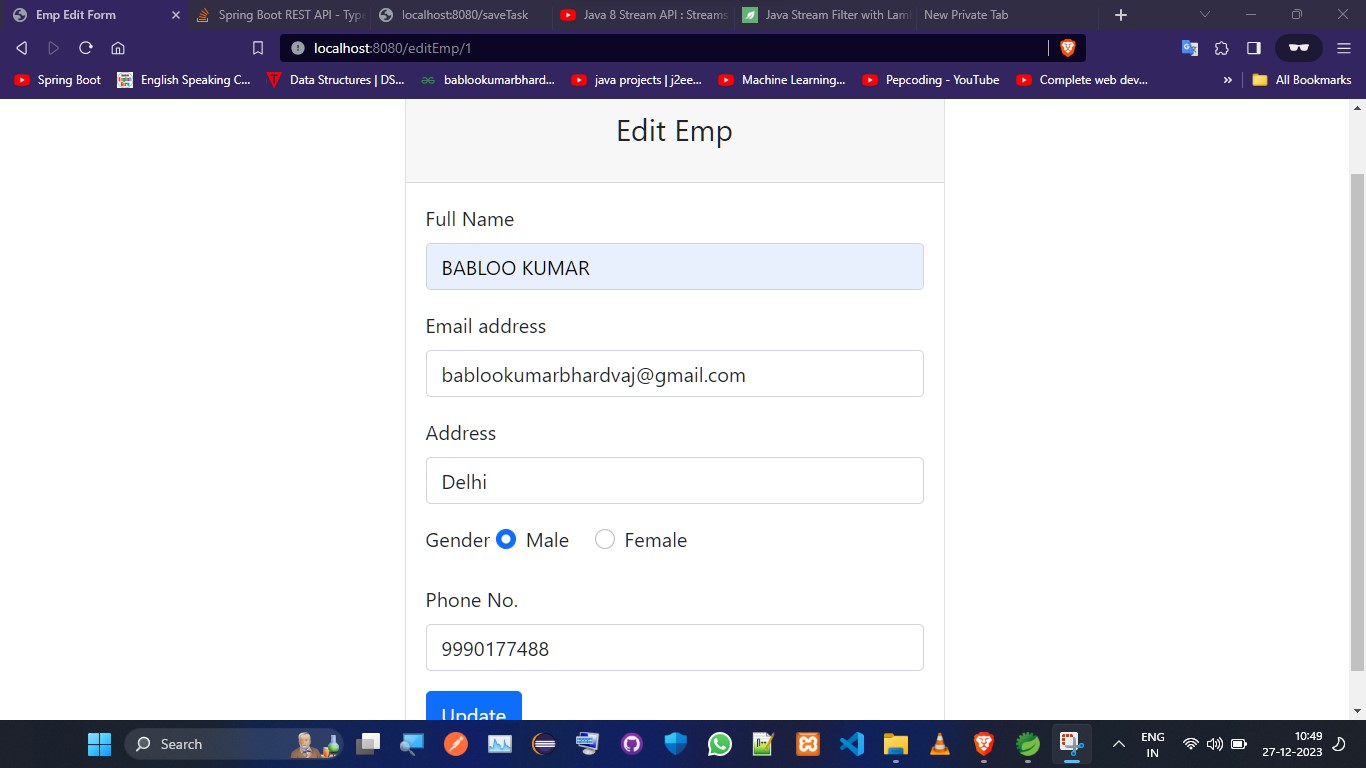 Emp Edit Form
Spring Boot REST API - Type
localhost:8080/saveTask
Java 8 Stream API : Streams
Java Stream Filter with Lam
New Private Tab
localhost:8080/editEmp/1
Spring Boot
English Speaking C...
Data Structures | DS...
bablookumarbhard...
java projects | j2ee...
Machine Learning...
Pepcoding - YouTube
Complete web dev...
»
All Bookmarks
Edit Emp
Full Name
BABLOO KUMAR
Email address
bablookumarbhardvaj@gmail.com
Address
Delhi
Gender Male Female
Phone No.
9990177488
Update
Search
ENG
IN
10:49
27-12-2023